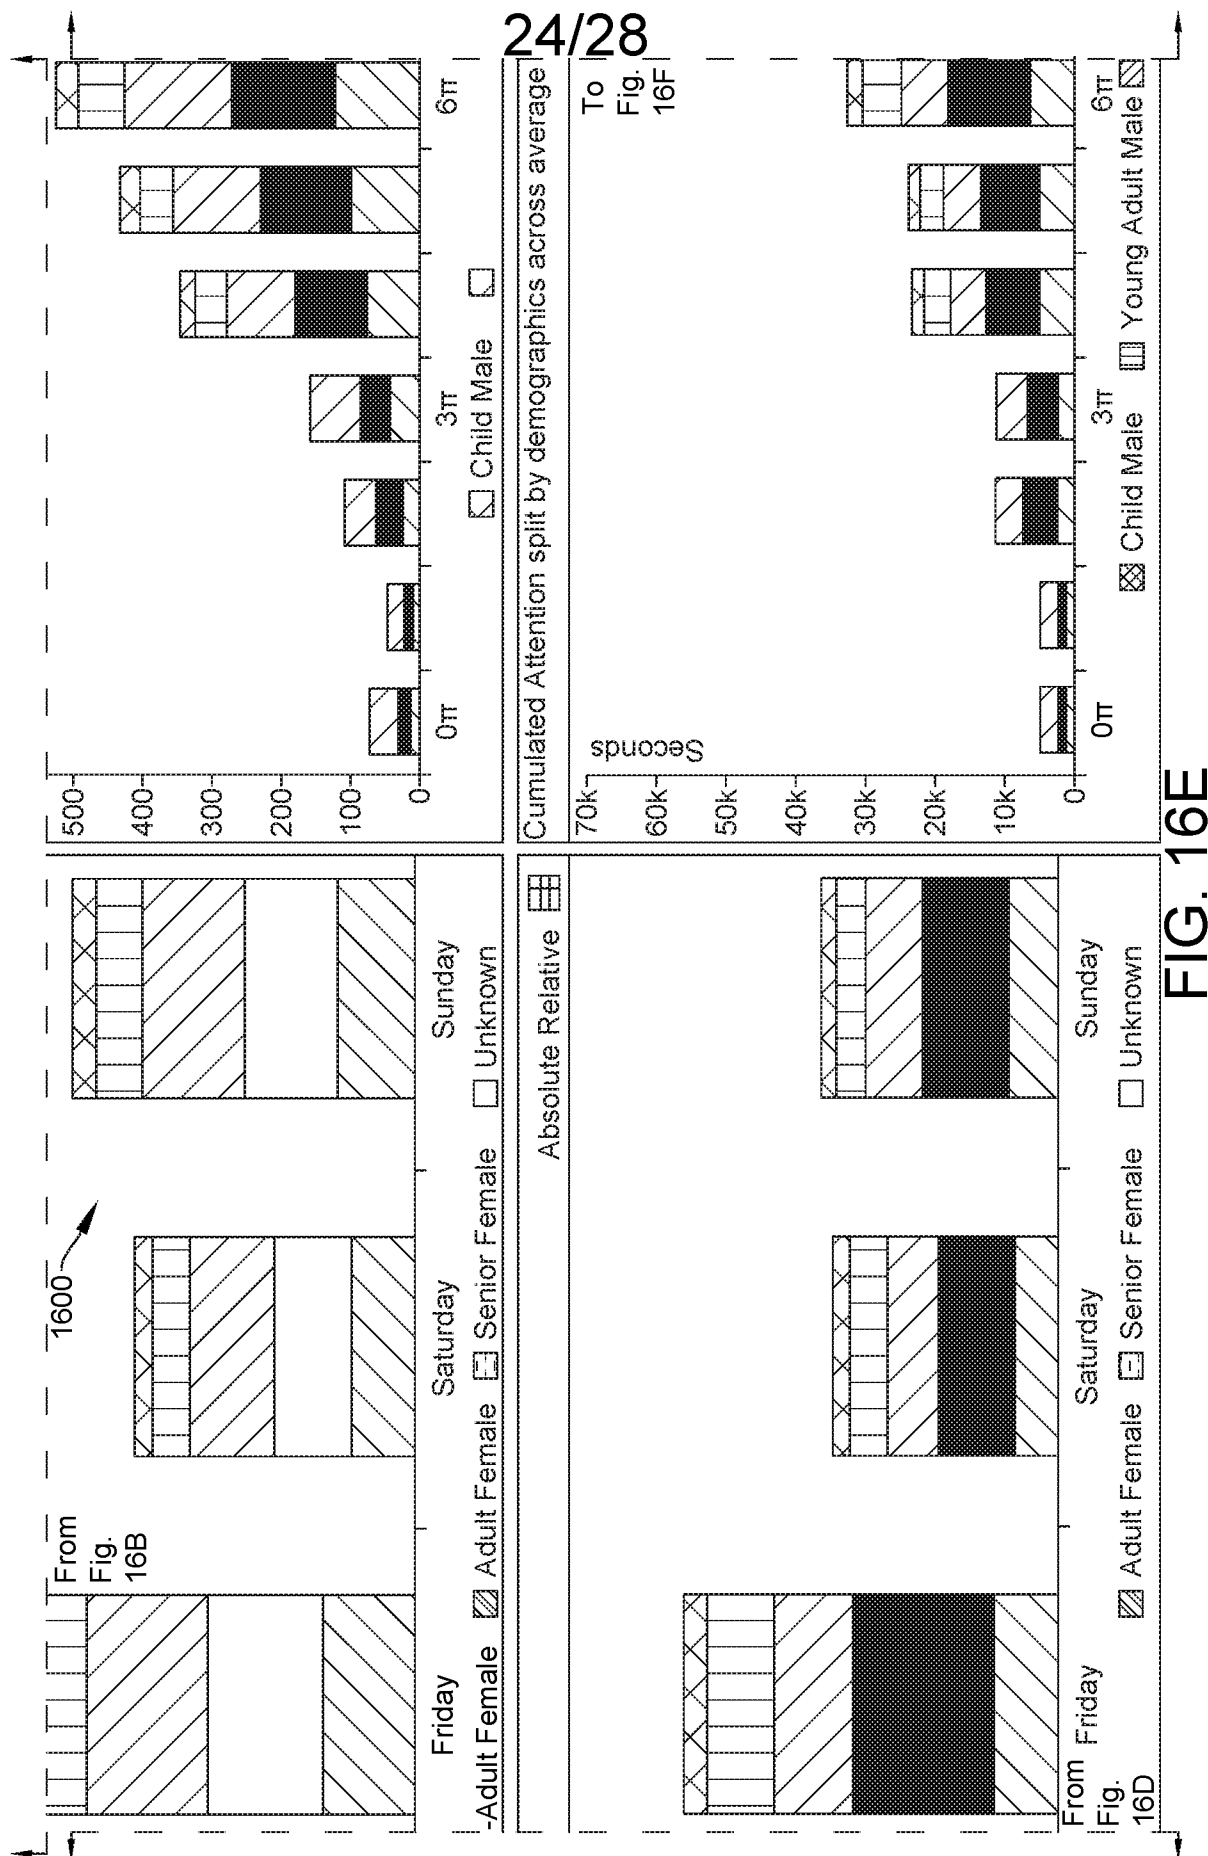 24/28
1600
From
Fig.
16B
Friday
Saturday
Sunday
-Adult Female
Adult Female
Senior Female
Unknown
500
400
300
200
100
0
0π
3π
6π
Child Male
Absolute Relative
From
Fig.
16D
Friday
Saturday
Sunday
Adult Female
Senior Female
Unknown
Cumulated Attention split by demographics across average
To
Fig.
16F
Seconds
70k
60k
50k
40k
30k
20k
10k
0
0π
3π
6π
Child Male
Young Adult Male
FIG. 16E